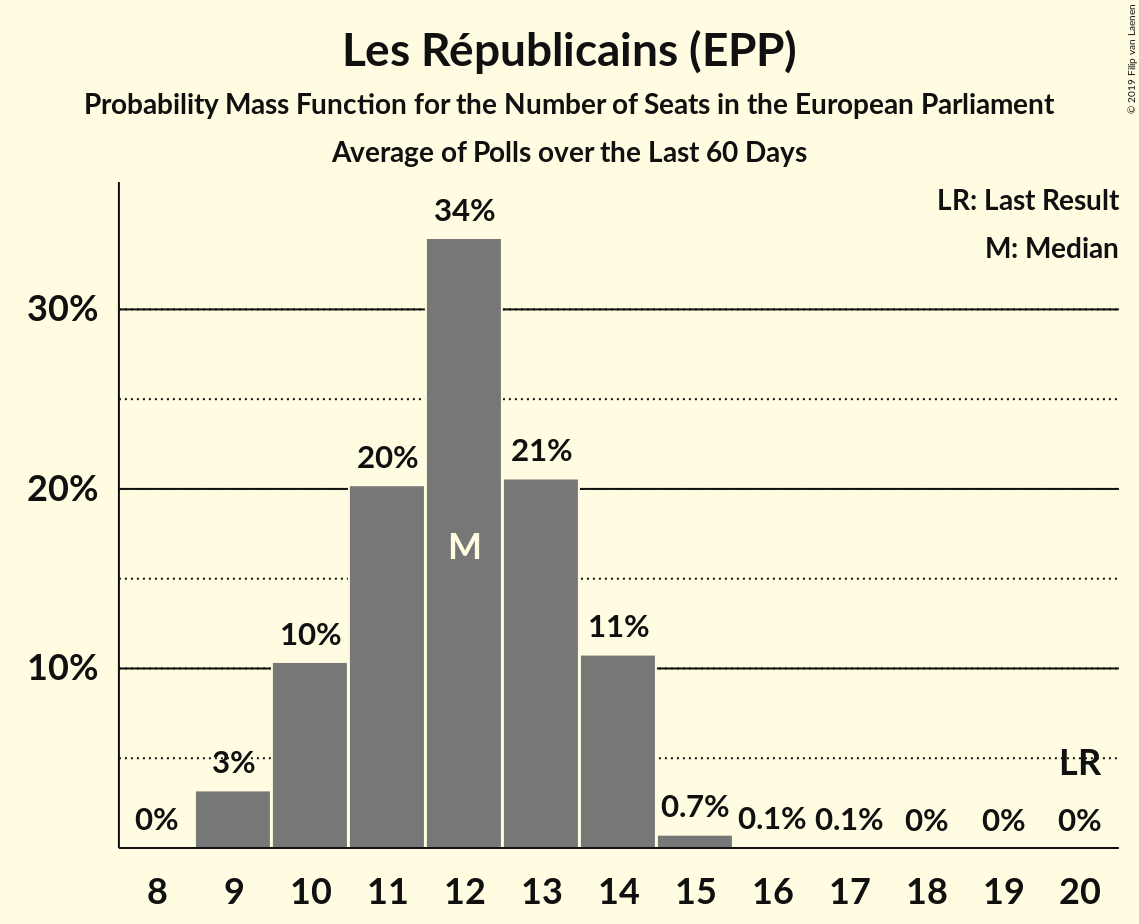 Les Républicains (EPP)
Probability Mass Function for the Number of Seats in the European Parliament
Average of Polls over the Last 60 Days
© 2019 Filip van Laenen
LR: Last Result
M: Median
34%
30%
21%
20%
20%
M
11%
10%
10%
3%
LR
0%
0.7%
0.1%
0.1%
0%
0%
0%
8 9 10 11 12 13 14 15 16 17 18 19 20